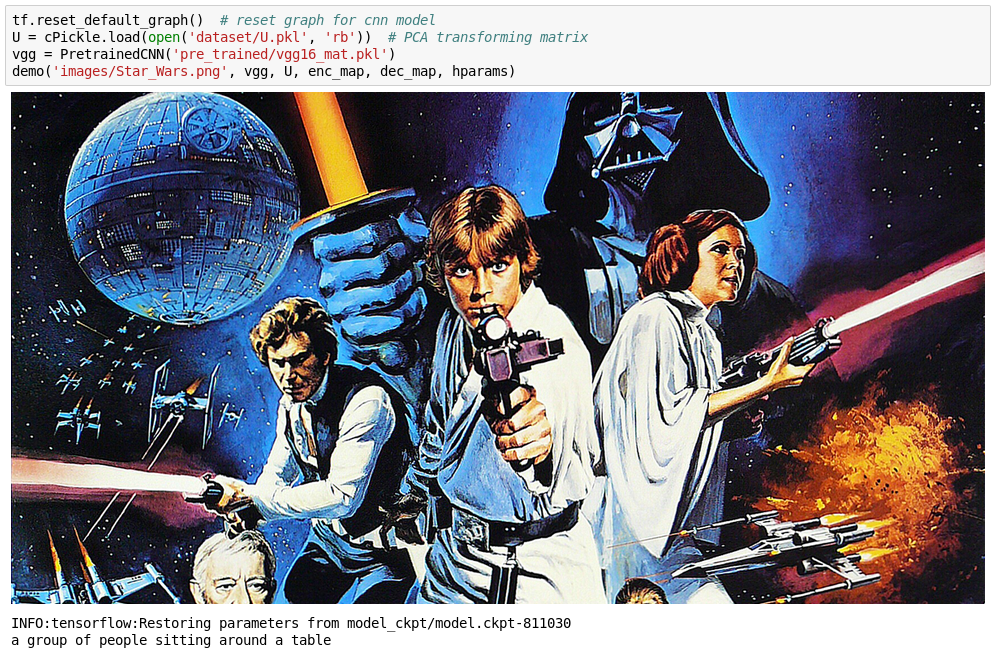 tf.reset_default_graph()  # reset graph for cnn model
U = cPickle.load(open('dataset/U.pkl', 'rb'))  # PCA transforming matrix
vgg = PretrainedCNN('pre_trained/vgg16_mat.pkl')
demo('images/Star_Wars.png', vgg, U, enc_map, dec_map, hparams)
INFO:tensorflow:Restoring parameters from model_ckpt/model.ckpt-811030
a group of people sitting around a table